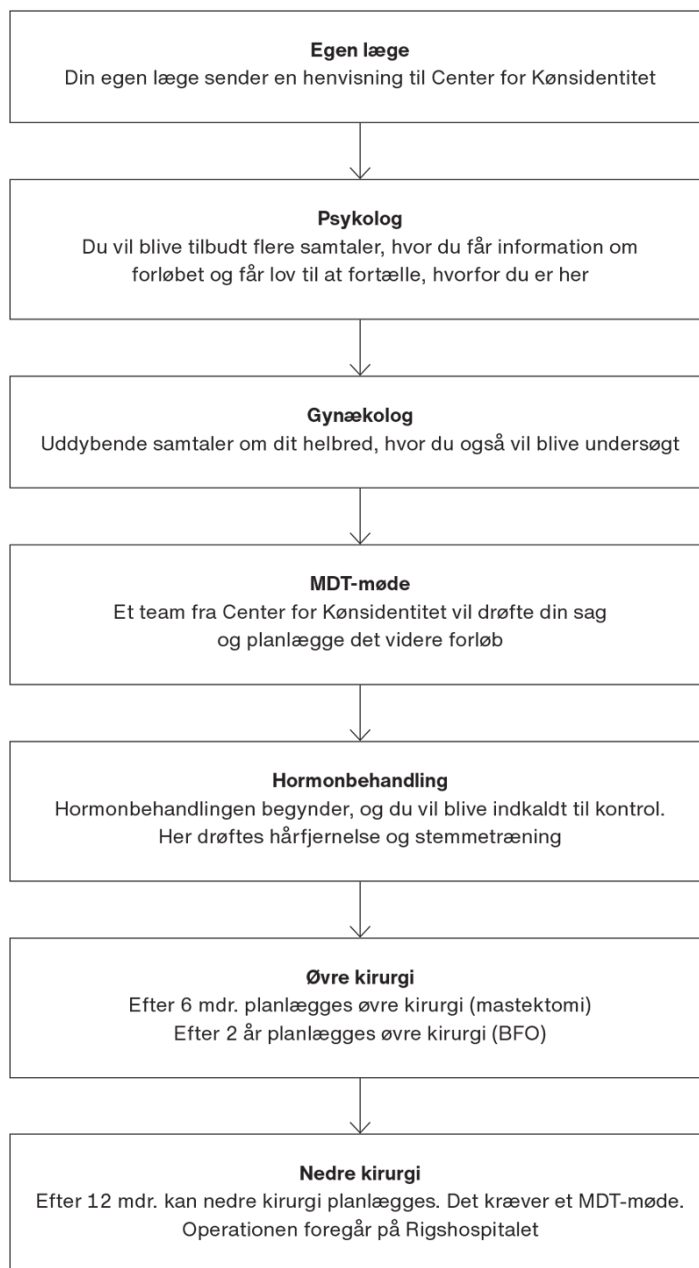 Egen læge
Din egen læge sender en henvisning til Center for Kønsidentitet
Psykolog
Du vil blive tilbudt flere samtaler, hvor du får information om
forløbet og får lov til at fortælle, hvorfor du er her
Gynækolog
Uddybende samtaler om dit helbred, hvor du også vil blive undersøgt
MDT-møde
Et team fra Center for Kønsidentitet vil drøfte din sag
og planlægge det videre forløb
Hormonbehandling
Hormonbehandlingen begynder, og du vil blive indkaldt til kontrol.
Her drøftes hårfjernelse og stemmetræning
Øvre kirurgi
Efter 6 mdr. planlægges øvre kirurgi (mastektomi)
Efter 2 år planlægges øvre kirurgi (BFO)
Nedre kirurgi
Efter 12 mdr. kan nedre kirurgi planlægges. Det kræver et MDT-møde.
Operationen foregår på Rigshospitalet